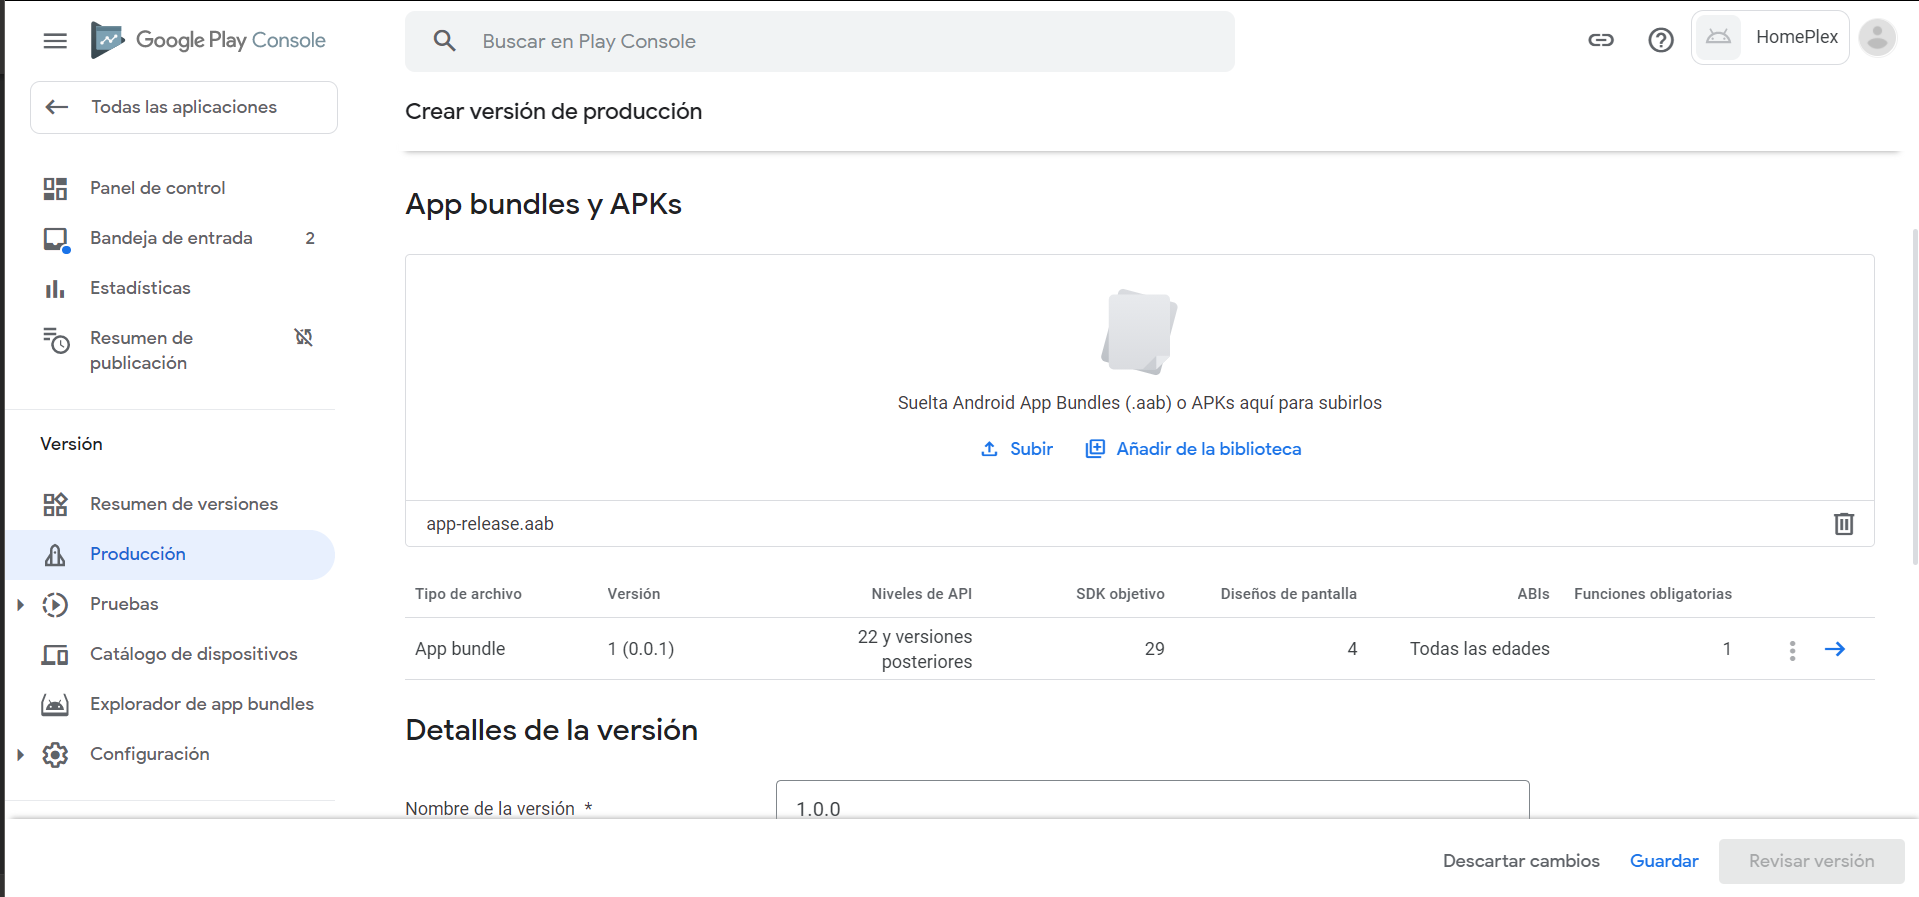 Google Play Console
Buscar en Play Console
HomePlex
Todas las aplicaciones
Crear versión de producción
Panel de control
Bandeja de entrada 2
Estadísticas
Resumen de
publicación
Versión
Resumen de versiones
Producción
Pruebas
Catálogo de dispositivos
Explorador de app bundles
Configuración
App bundles y APKs
Suelta Android App Bundles (.aab) o APKs aquí para subirlos
Subir Añadir de la biblioteca
app-release.aab
Tipo de archivo Versión Niveles de API SDK objetivo Diseños de pantalla ABIs Funciones obligatorias
App bundle 1 (0.0.1) 22 y versiones posteriores 29 4 Todas las edades 1
Detalles de la versión
Nombre de la versión * 1.0.0
Descartar cambios Guardar Revisar versión